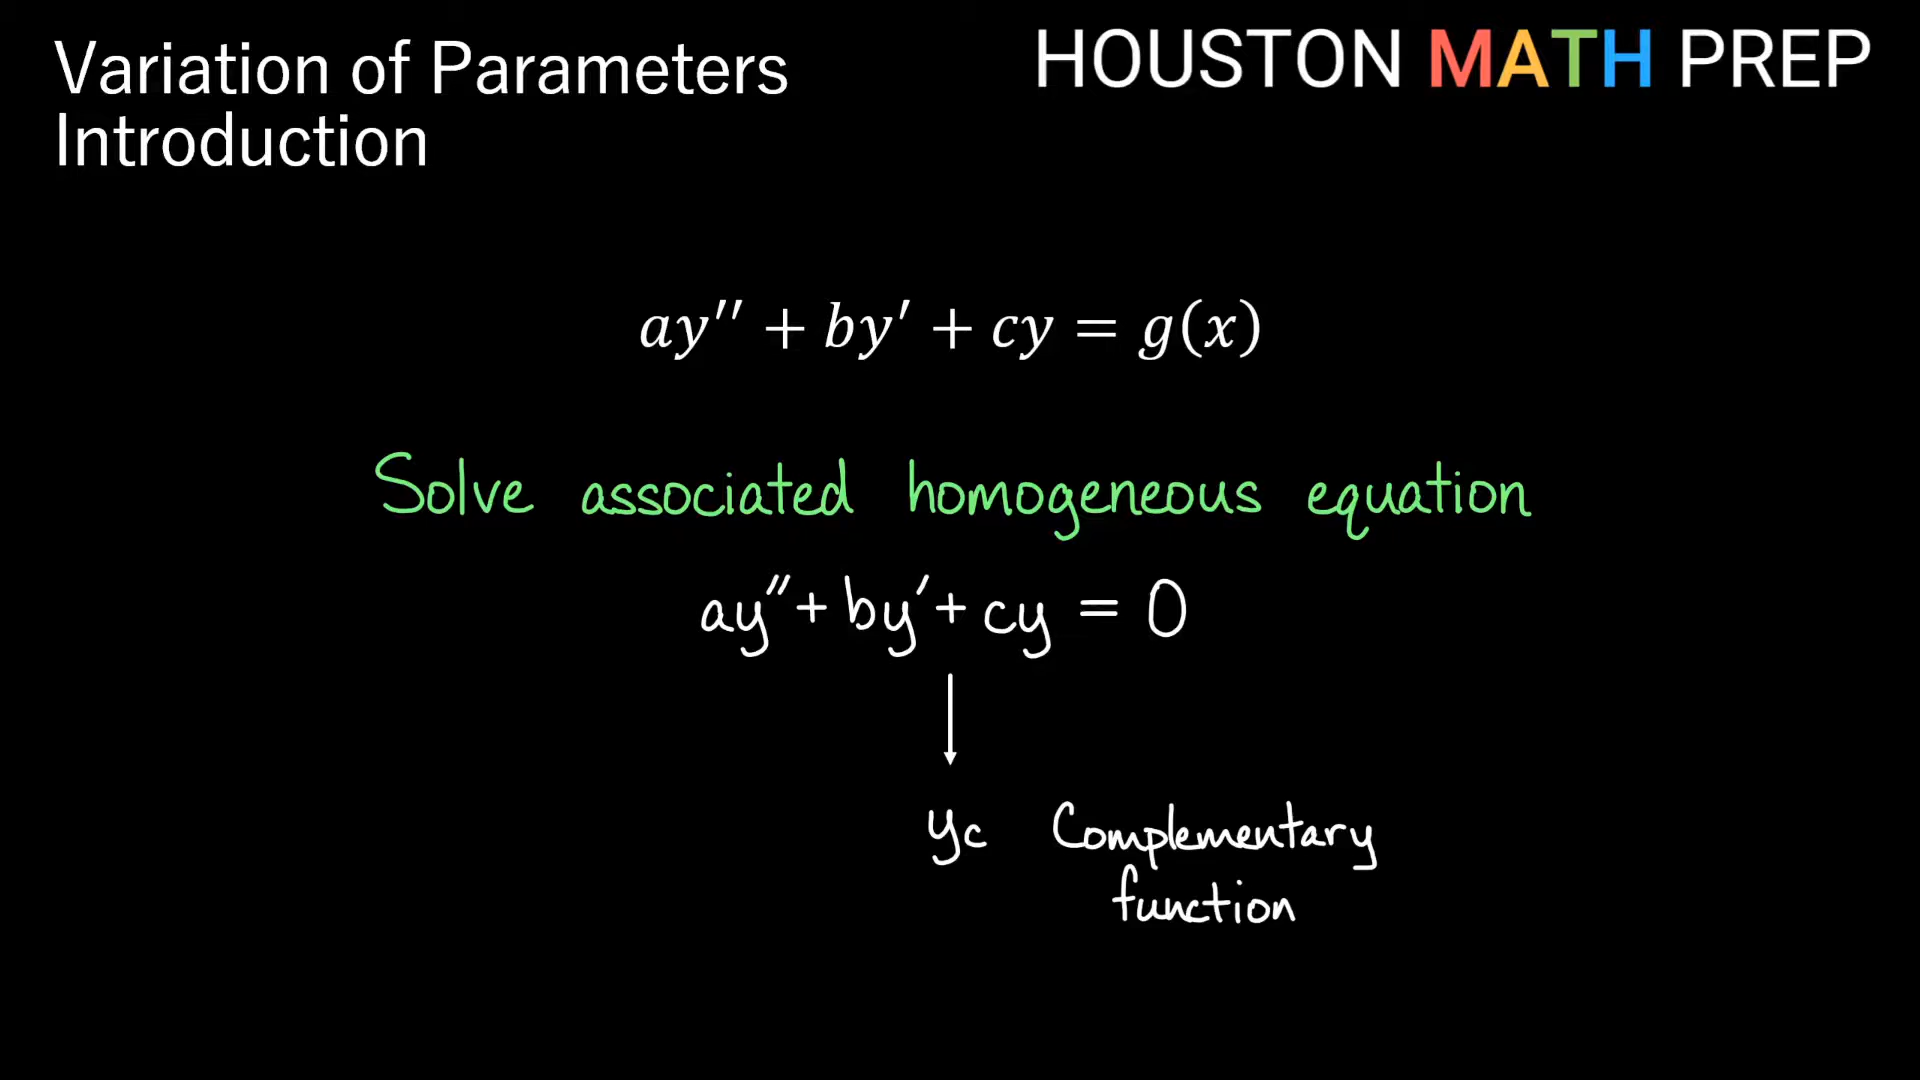 Variation of Parameters
Introduction
HOUSTON MATH PREP
ay″ + by′ + cy = g(x)
Solve associated homogeneous equation
ay″ + by′ + cy = 0
yc Complementary
function